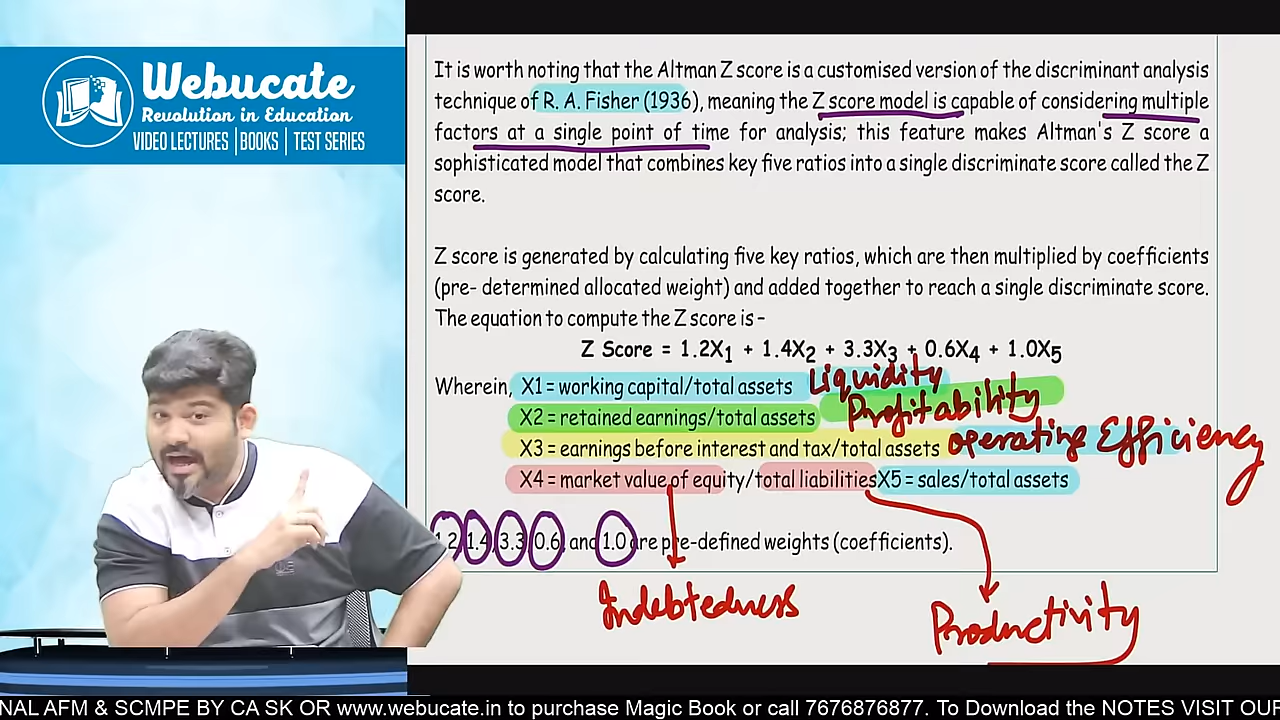 Webucate
Revolution in Education
VIDEO LECTURES | BOOKS | TEST SERIES
It is worth noting that the Altman Z score is a customised version of the discriminant analysis
technique of R. A. Fisher (1936), meaning the Z score model is capable of considering multiple
factors at a single point of time for analysis; this feature makes Altman's Z score a
sophisticated model that combines key five ratios into a single discriminate score called the Z
score.
Z score is generated by calculating five key ratios, which are then multiplied by coefficients
(pre- determined allocated weight) and added together to reach a single discriminate score.
The equation to compute the Z score is –
Z Score = 1.2X1 + 1.4X2 + 3.3X3 + 0.6X4 + 1.0X5
Wherein, X1 = working capital/total assets Liquidity
X2 = retained earnings/total assets Profitability
X3 = earnings before interest and tax/total assets operating Efficiency
X4 = market value of equity/total liabilities X5 = sales/total assets
1.2, 1.4, 3.3, 0.6, and 1.0 are pre-defined weights (coefficients).
Indebtedness
Productivity
NAL AFM & SCMPE BY CA SK OR www.webucate.in to purchase Magic Book or call 7676876877. To Download the NOTES VISIT OUR